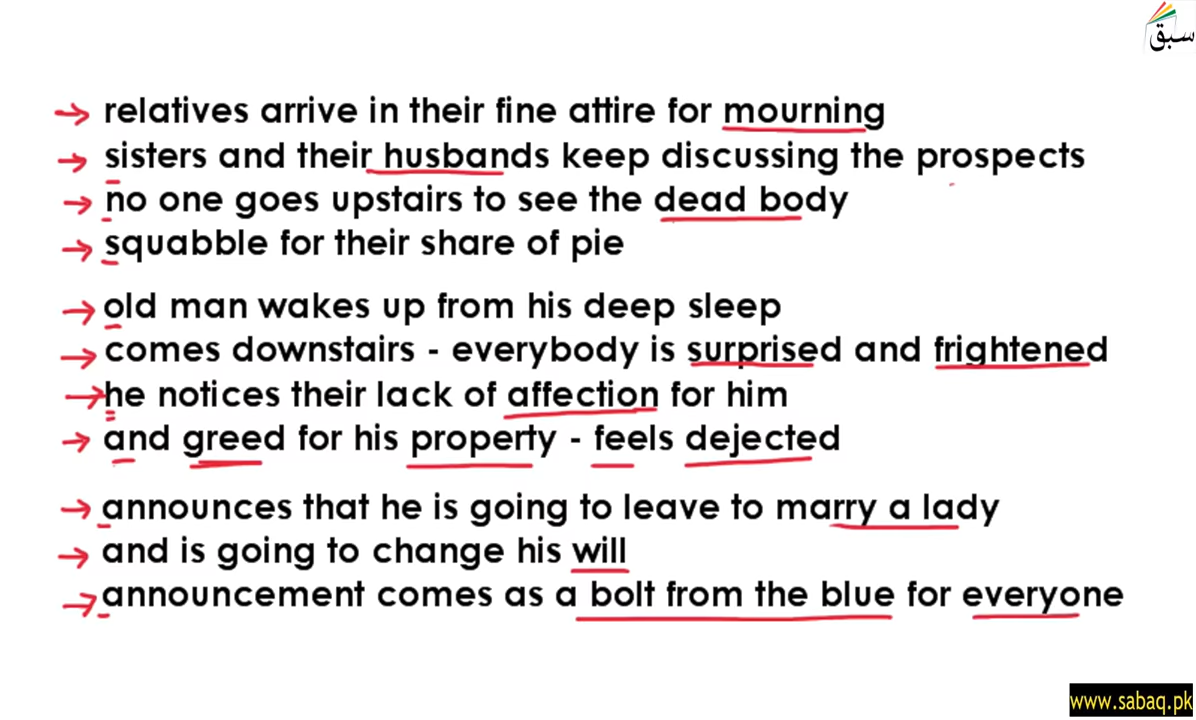 سبق
relatives arrive in their fine attire for mourning
sisters and their husbands keep discussing the prospects
no one goes upstairs to see the dead body
squabble for their share of pie
old man wakes up from his deep sleep
comes downstairs - everybody is surprised and frightened
he notices their lack of affection for him
and greed for his property - feels dejected
announces that he is going to leave to marry a lady
and is going to change his will
announcement comes as a bolt from the blue for everyone
www.sabaq.pk